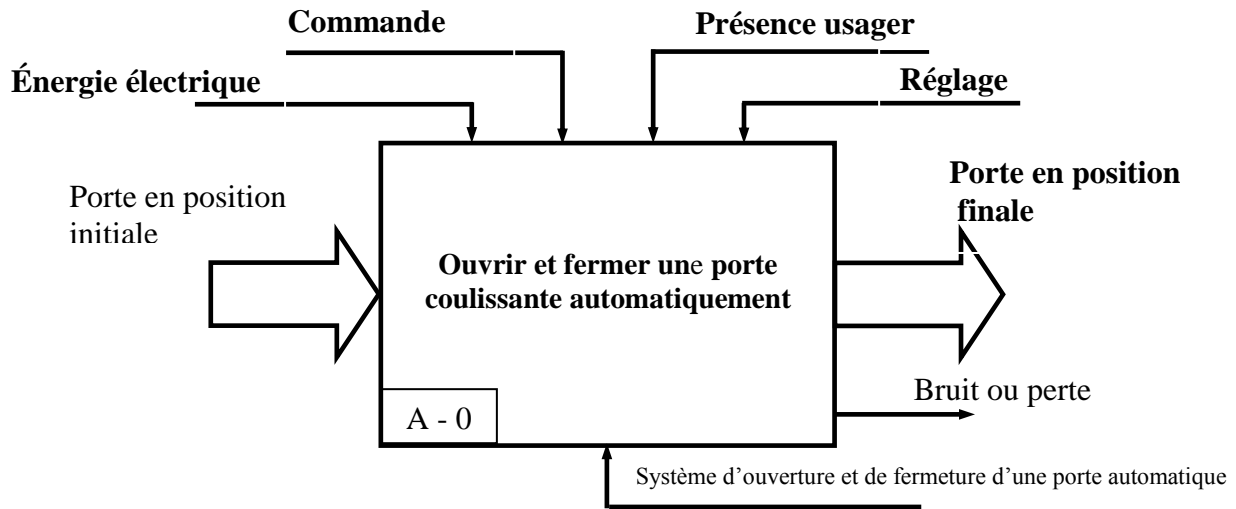 Commande
Présence usager
Énergie électrique
Réglage
Porte en position
initiale
Porte en position
finale
Ouvrir et fermer une porte
coulissante automatiquement
A - 0
Bruit ou perte
Système d’ouverture et de fermeture d’une porte automatique